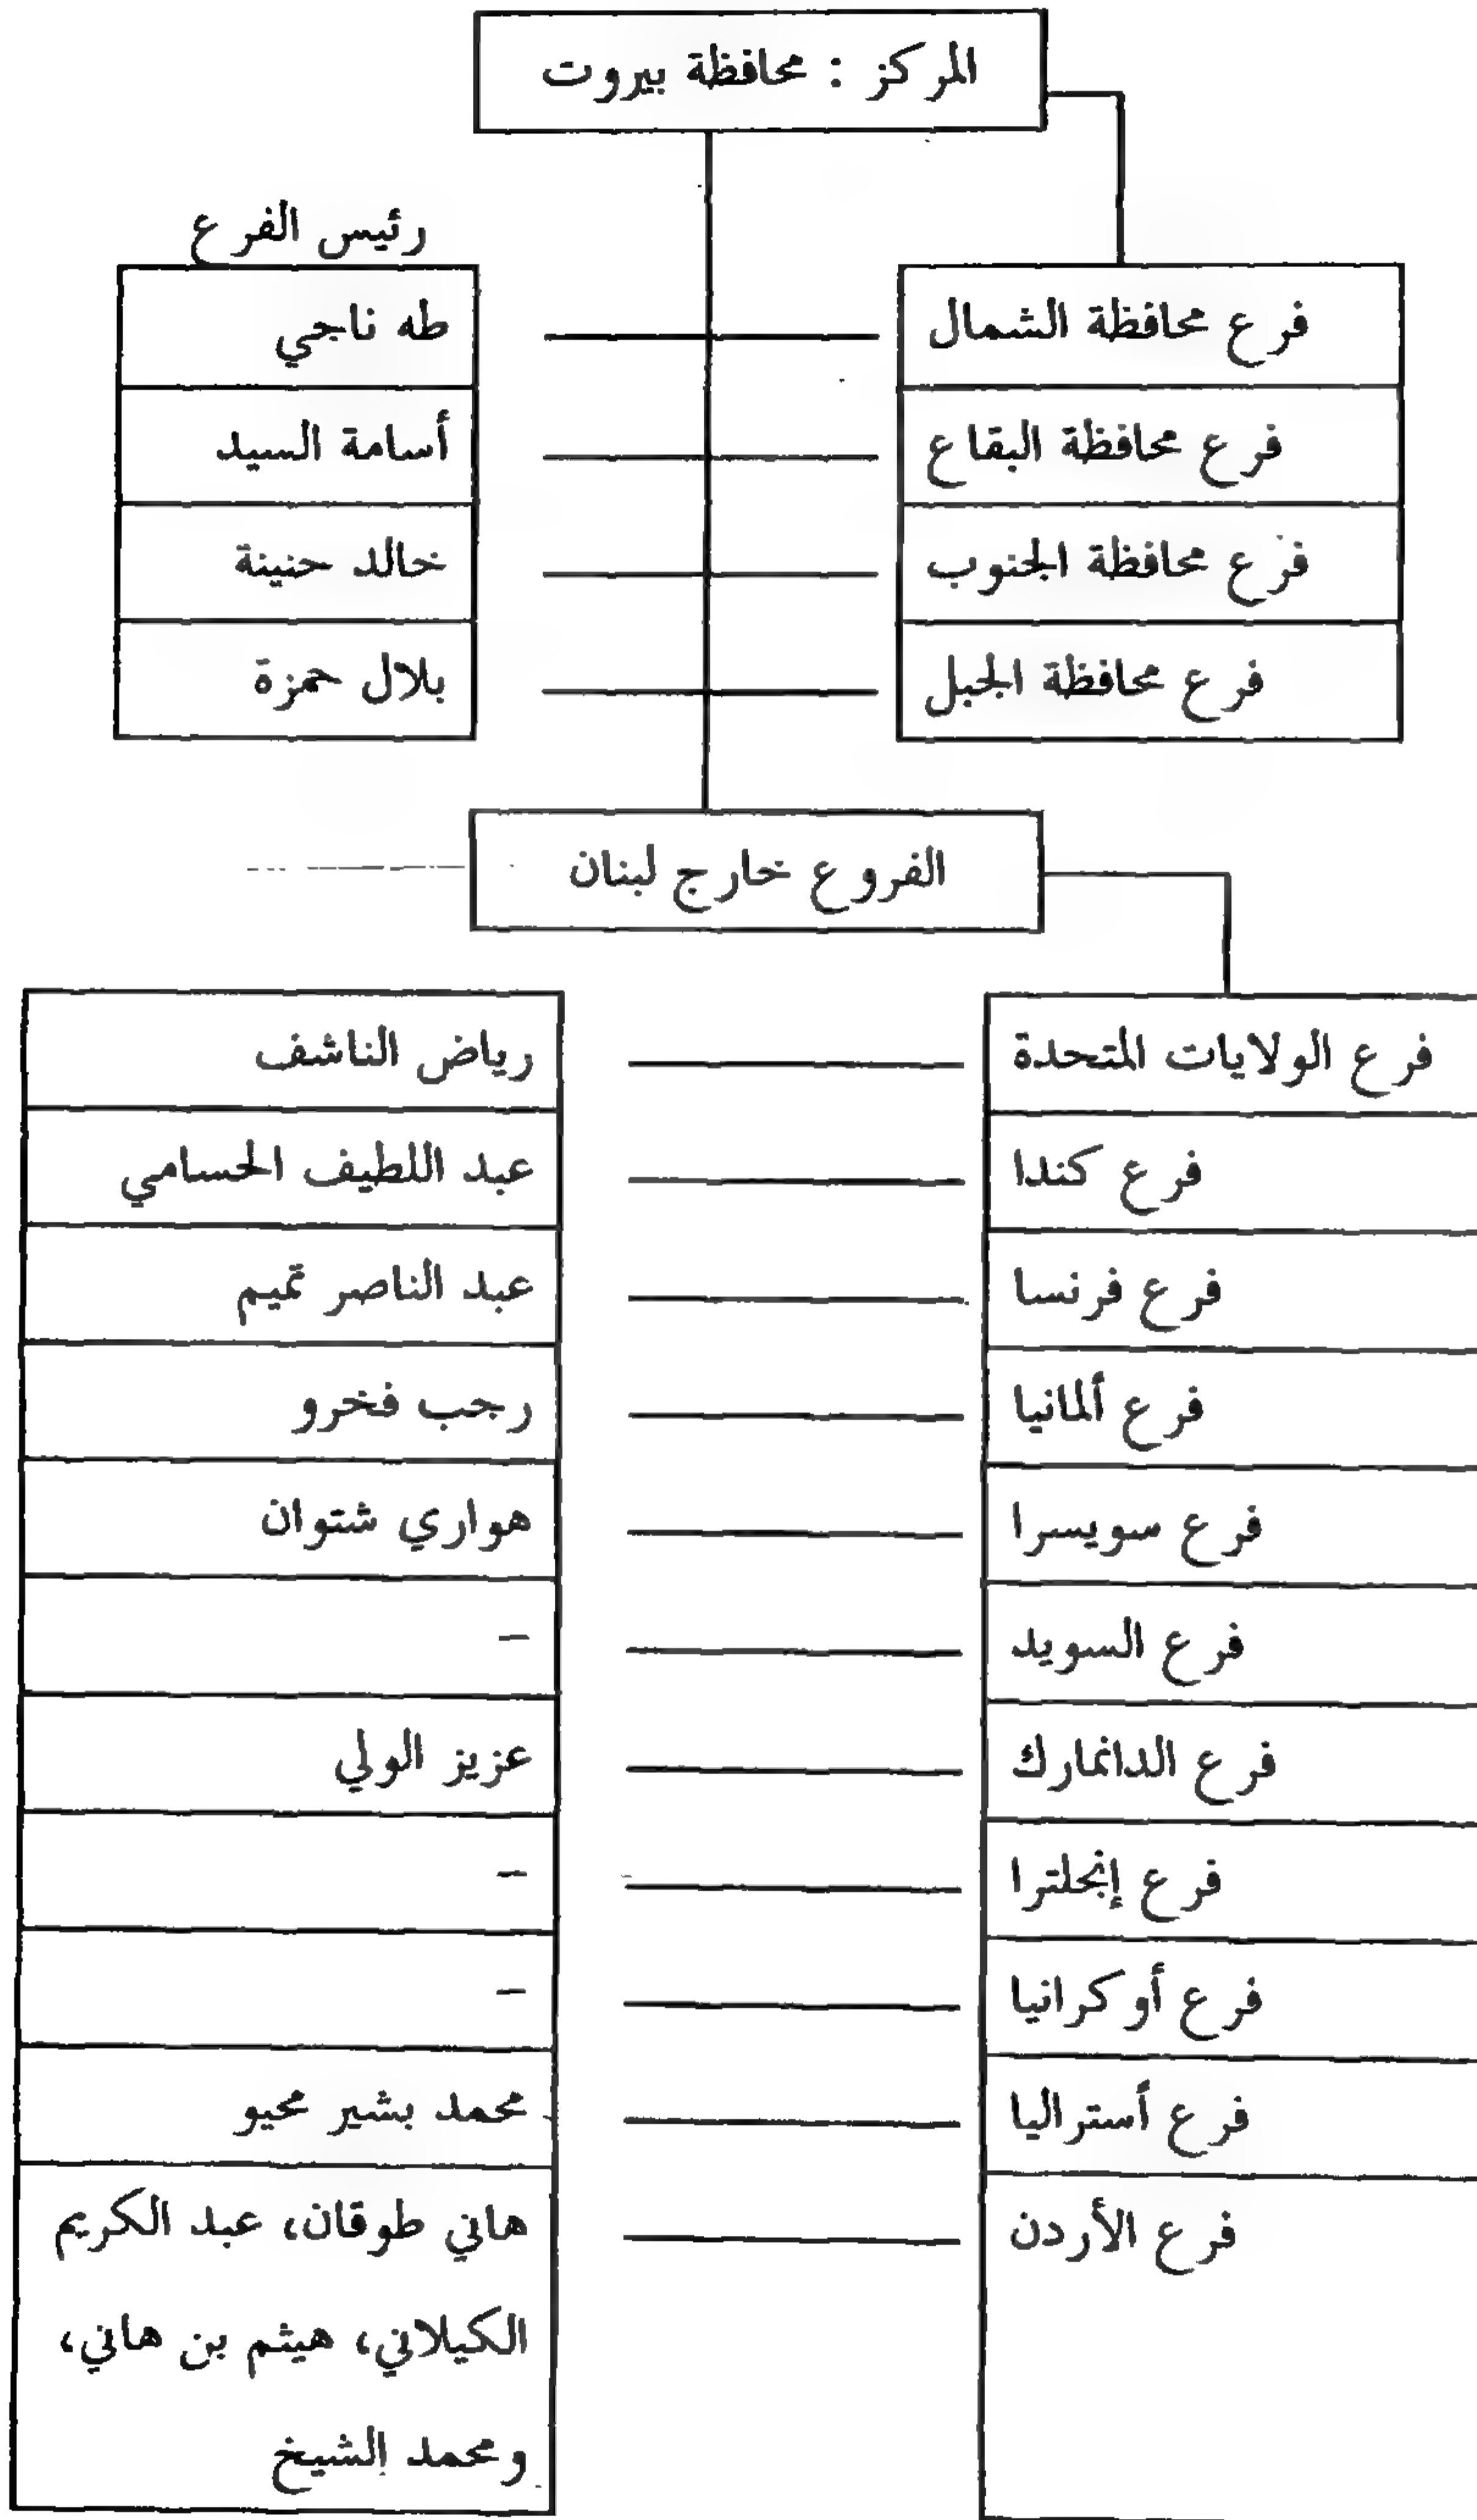 المركز : محافظة بيروت
رئيس الفرع
فرع محافظة الشمال طه ناجي
فرع محافظة البقاع أسامة السيد
فرع محافظة الجنوب خالد حنينة
فرع محافظة الجبل بلال حمزة
الفروع خارج لبنان
فرع الولايات المتحدة رياض الناشف
فرع كندا عبد اللطيف الحسامي
فرع فرنسا عبد الناصر تميم
فرع ألمانيا رجب فخرو
فرع سويسرا هواري شتوان
فرع السويد –
فرع الدانمارك عزيز الولي
فرع إنجلترا –
فرع أوكرانيا –
فرع أستراليا محمد بشير محيو
فرع الأردن هاني طوقان، عبد الكريم
الكيلاني، هيثم بن هاني،
ومحمد الشيخ